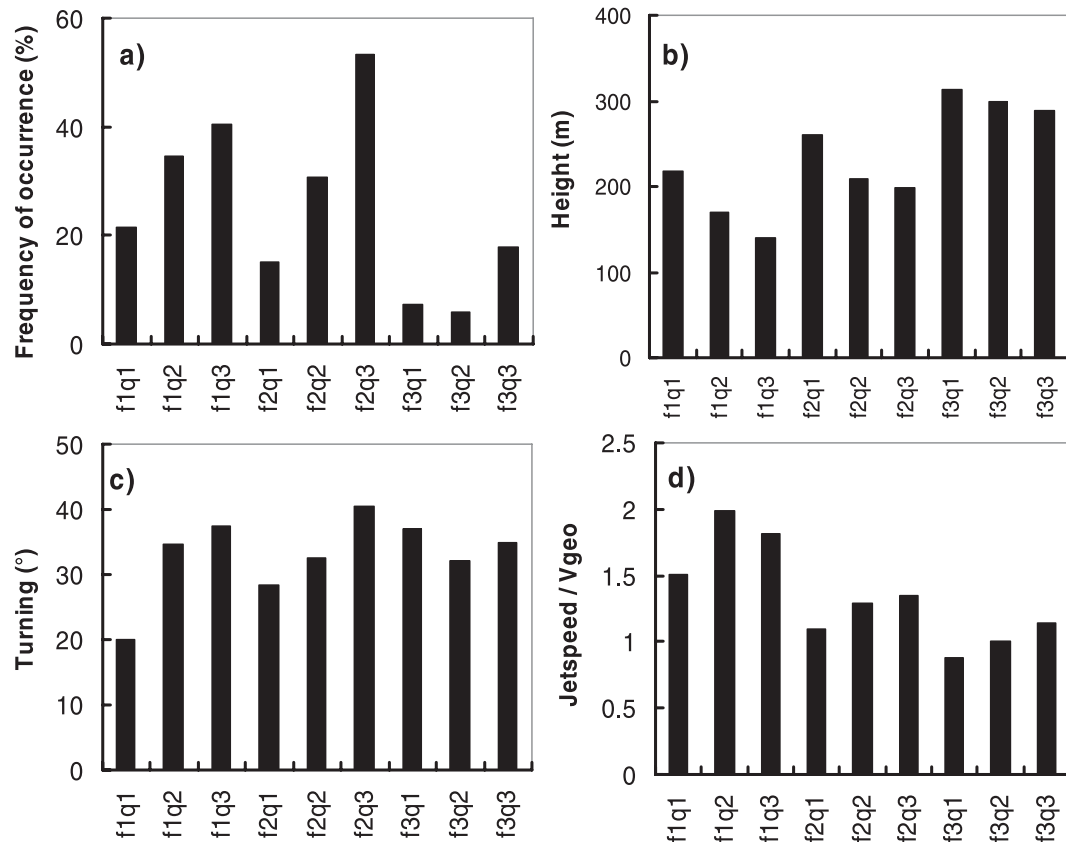 a)
Frequency of occurrence (%)
60
40
20
0
f1q1 f1q2 f1q3 f2q1 f2q2 f2q3 f3q1 f3q2 f3q3
b)
Height (m)
400
300
200
100
0
f1q1 f1q2 f1q3 f2q1 f2q2 f2q3 f3q1 f3q2 f3q3
c)
Turning (°)
50
40
30
20
10
0
f1q1 f1q2 f1q3 f2q1 f2q2 f2q3 f3q1 f3q2 f3q3
d)
Jetspeed / Vgeo
2.5
2
1.5
1
0.5
0
f1q1 f1q2 f1q3 f2q1 f2q2 f2q3 f3q1 f3q2 f3q3